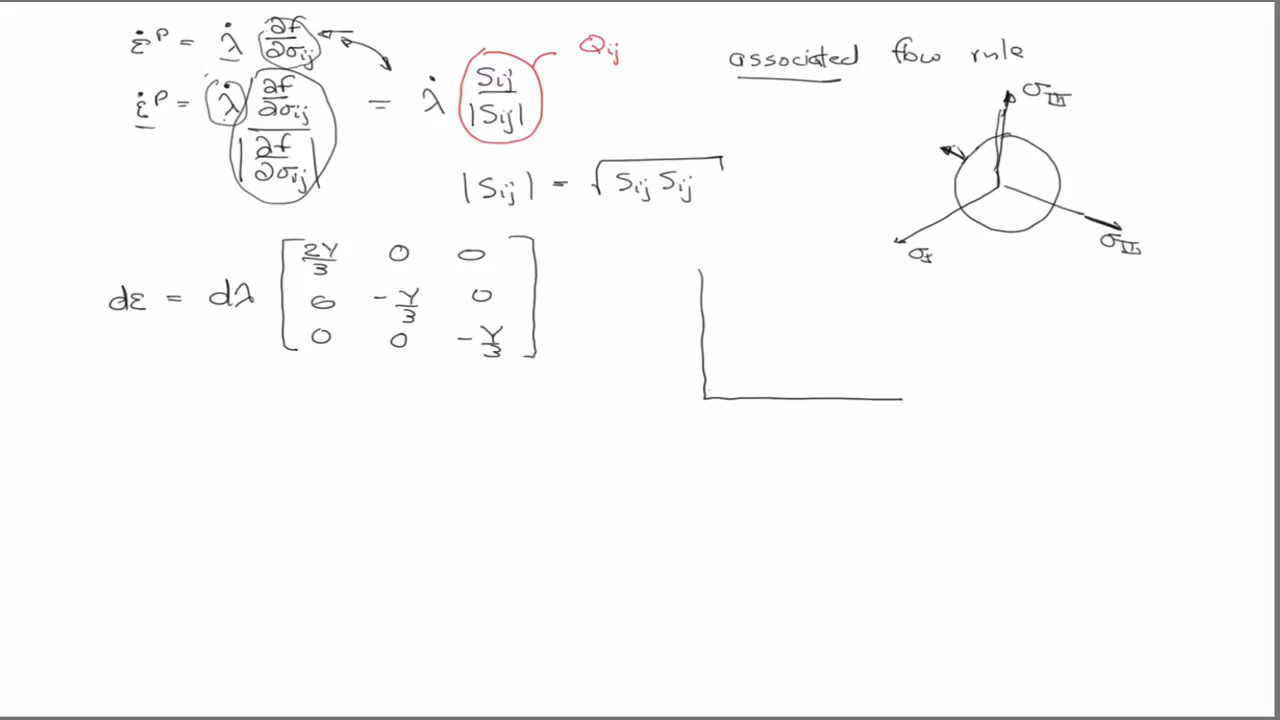 ε̇ᴾ = λ̇ ∂f/∂σij
associated flow rule
ε̇ᴾ = λ̇ (∂f/∂σij) / |∂f/∂σij| = λ̇ Sij/|Sij| Qij
|Sij| = √(Sij Sij)
σIII
σI
σII
dε = dλ [ 2Y/3 0 0
0 -Y/3 0
0 0 -Y/3 ]